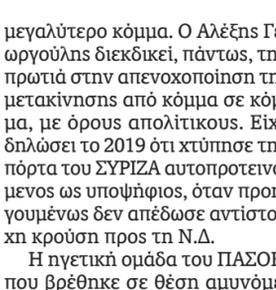 μεγαλύτερο κόμμα. Ο Αλέξης Γε
ωργούλης διεκδικεί, πάντως, τη
πρωτιά στην απενοχοποίηση τη
μετακίνησης από κόμμα σε κόμ
μα, με όρους απολίτικους. Είχ
δηλώσει το 2019 ότι χτύπησε τη
πόρτα του ΣΥΡΙΖΑ αυτοπροτεινό
μενος ως υποψήφιος, όταν προη
γουμένως δεν απέδωσε αντίστο
χη κρούση προς τη Ν.Δ.
Η ηγετική ομάδα του ΠΑΣΟΚ
που βρέθηκε σε θέση αμυνόμε